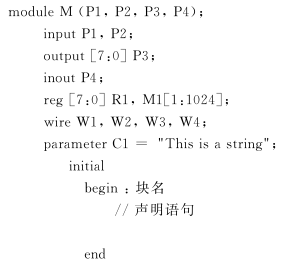 module M (P1, P2, P3, P4);
input P1, P2;
output [7:0] P3;
inout P4;
reg [7:0] R1, M1[1:1024];
wire W1, W2, W3, W4;
parameter C1 = "This is a string";
initial
begin : 块名
// 声明语句
end